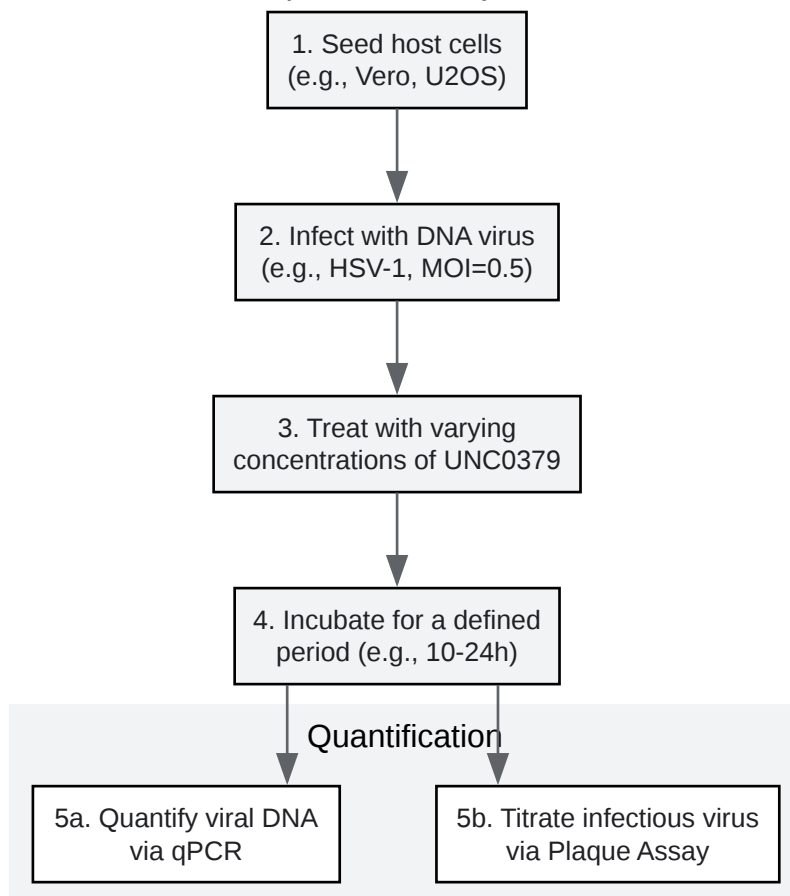 1. Seed host cells
(e.g., Vero, U2OS)
2. Infect with DNA virus
(e.g., HSV-1, MOI=0.5)
3. Treat with varying
concentrations of UNC0379
4. Incubate for a defined
period (e.g., 10-24h)
Quantification
5a. Quantify viral DNA
via qPCR
5b. Titrate infectious virus
via Plaque Assay